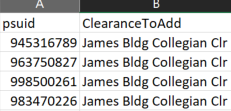 A B
psuid ClearanceToAdd
945316789 James Bldg Collegian Clr
963750827 James Bldg Collegian Clr
998500261 James Bldg Collegian Clr
983470226 James Bldg Collegian Clr